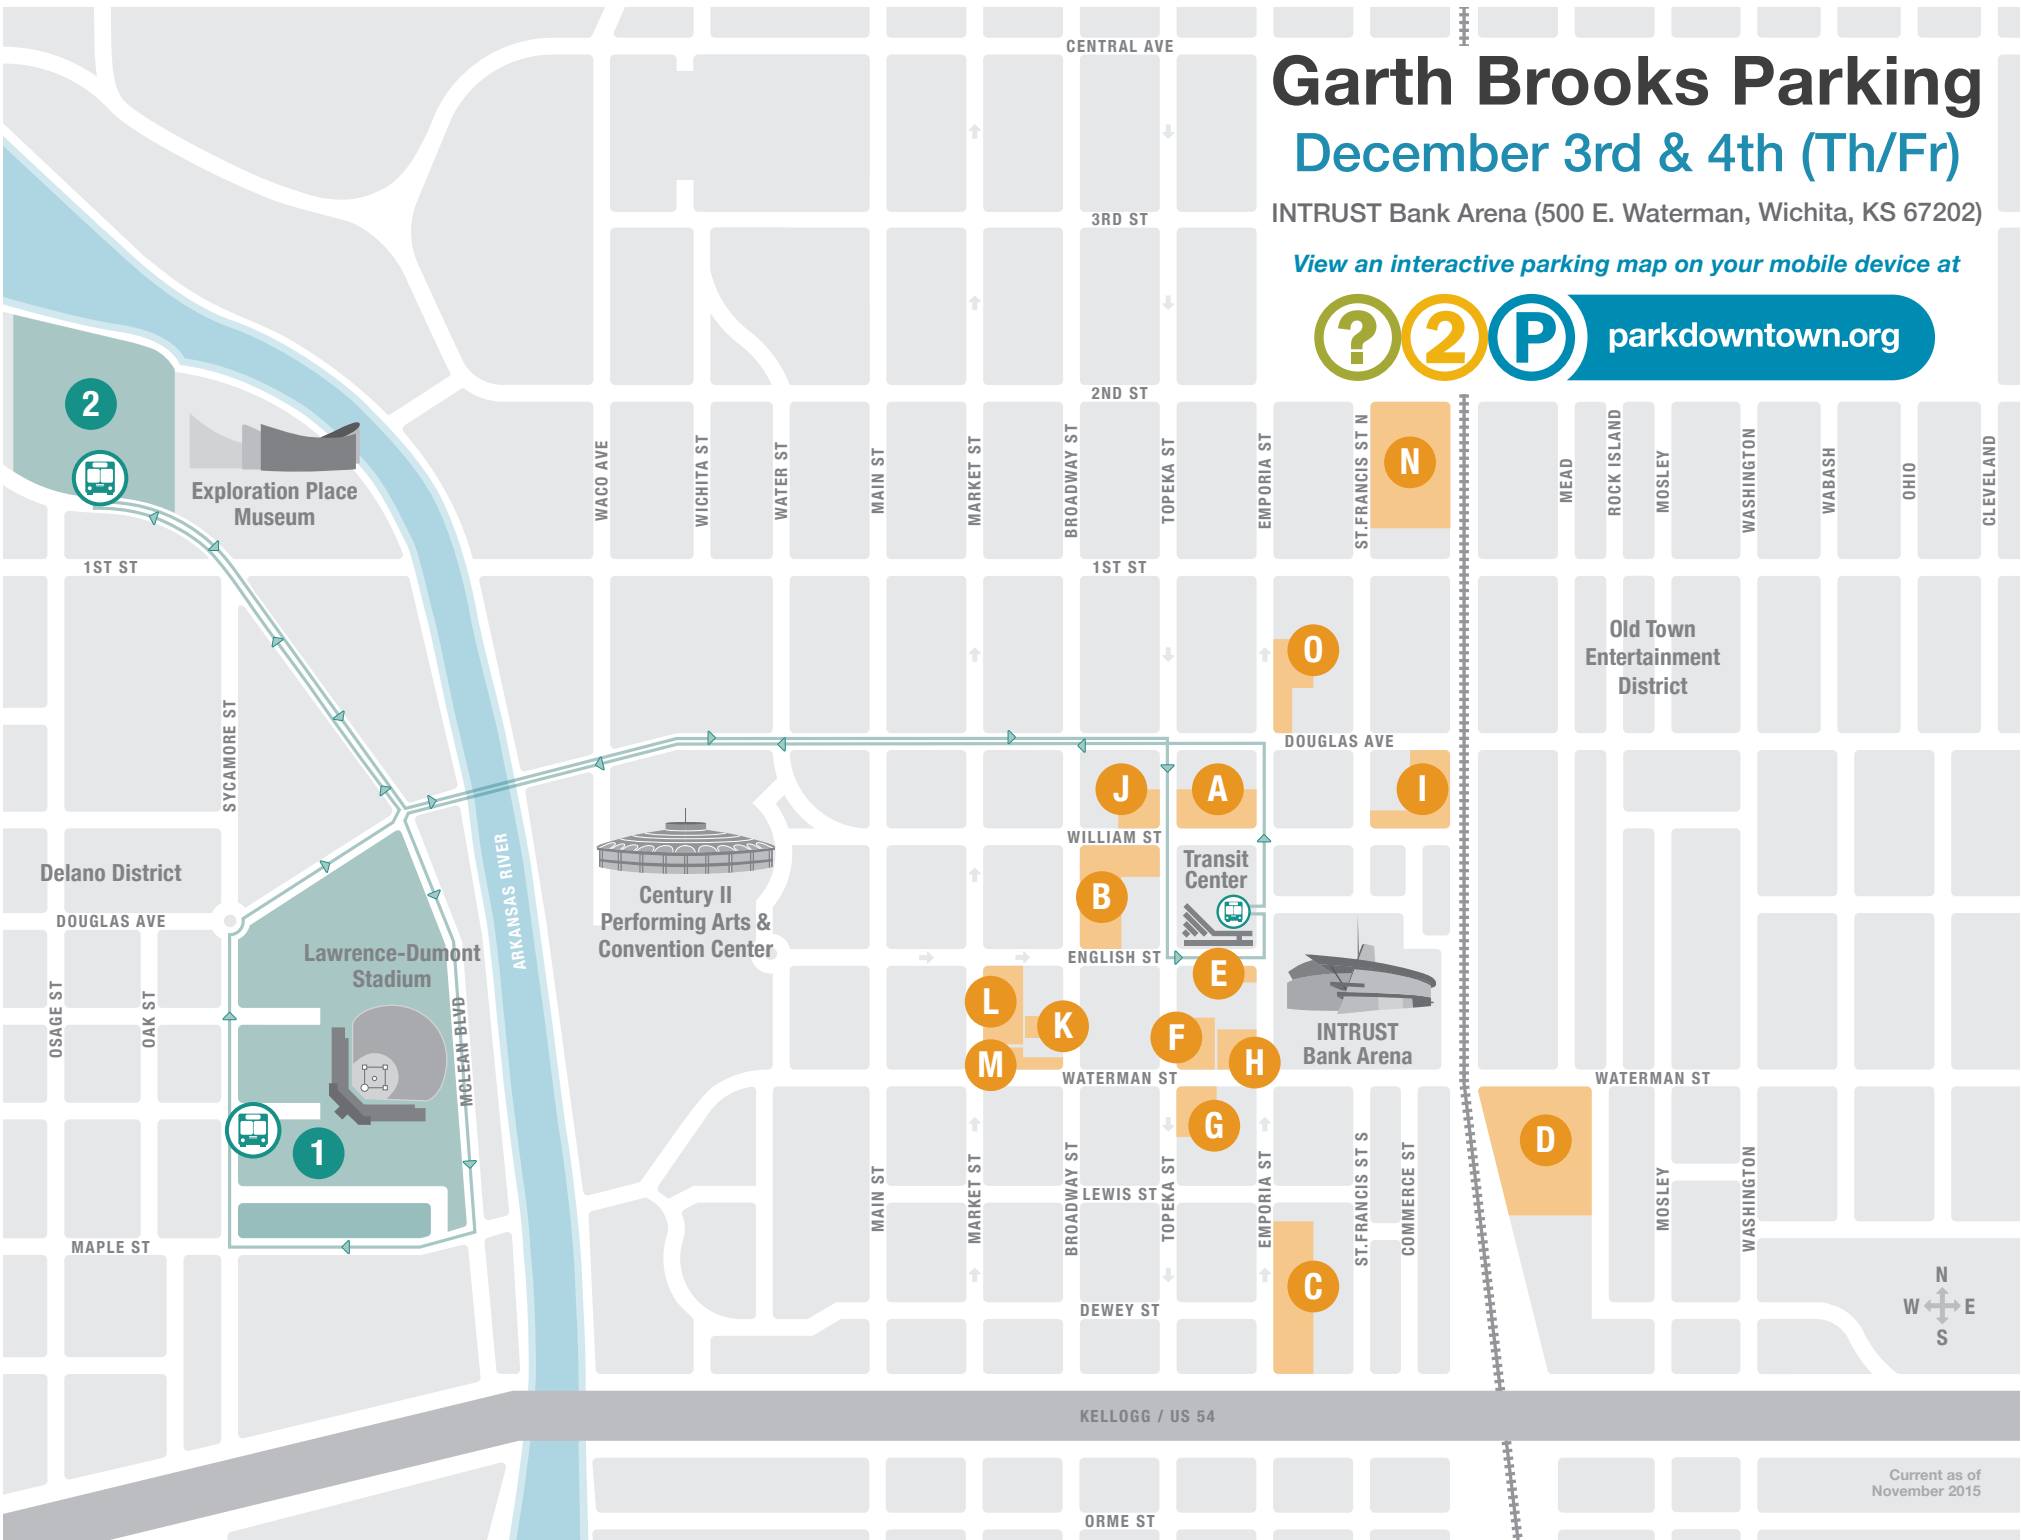 CENTRAL AVE
Garth Brooks Parking
December 3rd & 4th (Th/Fr)
INTRUST Bank Arena (500 E. Waterman, Wichita, KS 67202)
View an interactive parking map on your mobile device at
? 2 P parkdowntown.org
3RD ST
2ND ST
2
Exploration Place
Museum
WACO AVE
WICHITA ST
WATER ST
MAIN ST
MARKET ST
BROADWAY ST
TOPEKA ST
EMPORIA ST
ST.FRANCIS ST N
N
MEAD
ROCK ISLAND
MOSLEY
WASHINGTON
WABASH
OHIO
CLEVELAND
1ST ST
1ST ST
O
Old Town
Entertainment
District
SYCAMORE ST
DOUGLAS AVE
J
A
I
WILLIAM ST
Delano District
ARKANSAS RIVER
Century II
Performing Arts &
Convention Center
B
Transit
Center
DOUGLAS AVE
Lawrence-Dumont
Stadium
ENGLISH ST
E
OSAGE ST
OAK ST
MCLEAN BLVD
L
K
M
F
H
INTRUST
Bank Arena
WATERMAN ST
WATERMAN ST
G
D
1
MAIN ST
MARKET ST
BROADWAY ST
LEWIS ST
TOPEKA ST
EMPORIA ST
ST.FRANCIS ST S
COMMERCE ST
MOSLEY
WASHINGTON
MAPLE ST
C
DEWEY ST
N
W E
S
KELLOGG / US 54
Current as of
November 2015
ORME ST